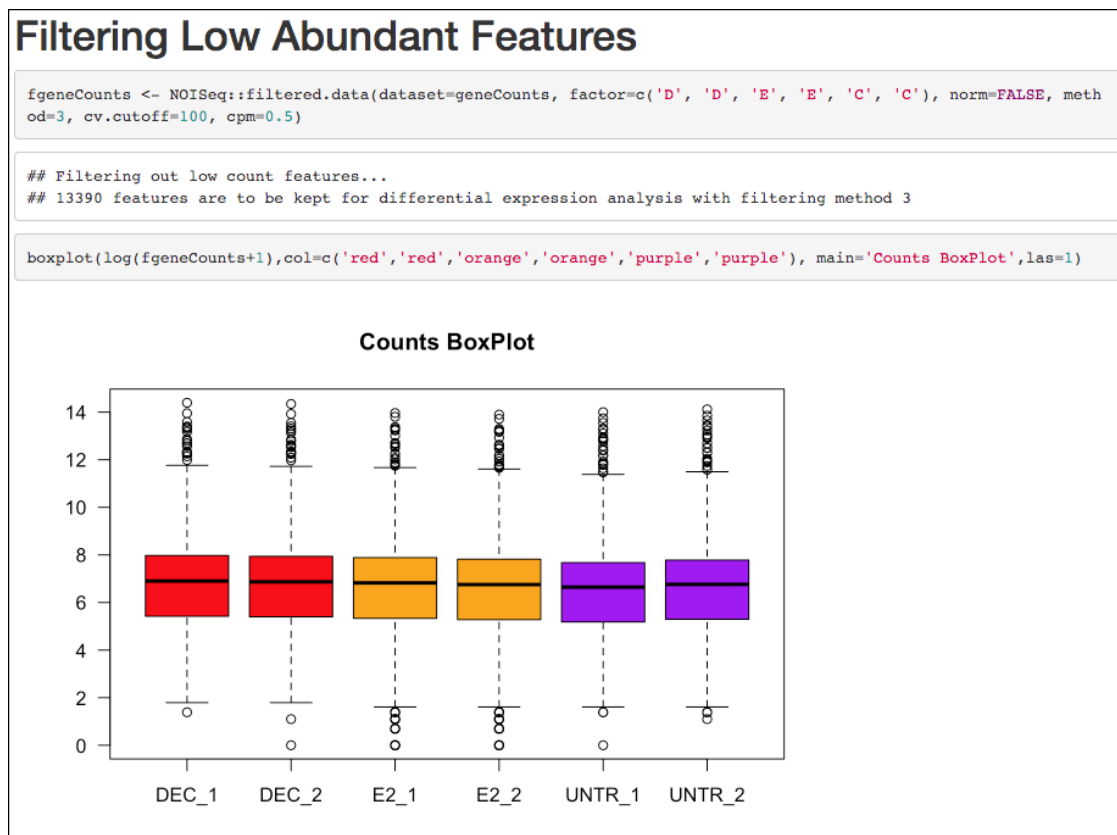 Filtering Low Abundant Features
fgeneCounts <- NOISeq::filtered.data(dataset=geneCounts, factor=c('D', 'D', 'E', 'E', 'C', 'C'), norm=FALSE, meth
od=3, cv.cutoff=100, cpm=0.5)
## Filtering out low count features...
## 13390 features are to be kept for differential expression analysis with filtering method 3
boxplot(log(fgeneCounts+1),col=c('red','red','orange','orange','purple','purple'), main='Counts BoxPlot',las=1)
Counts BoxPlot
14
12
10
8
6
4
2
0
DEC_1 DEC_2 E2_1 E2_2 UNTR_1 UNTR_2